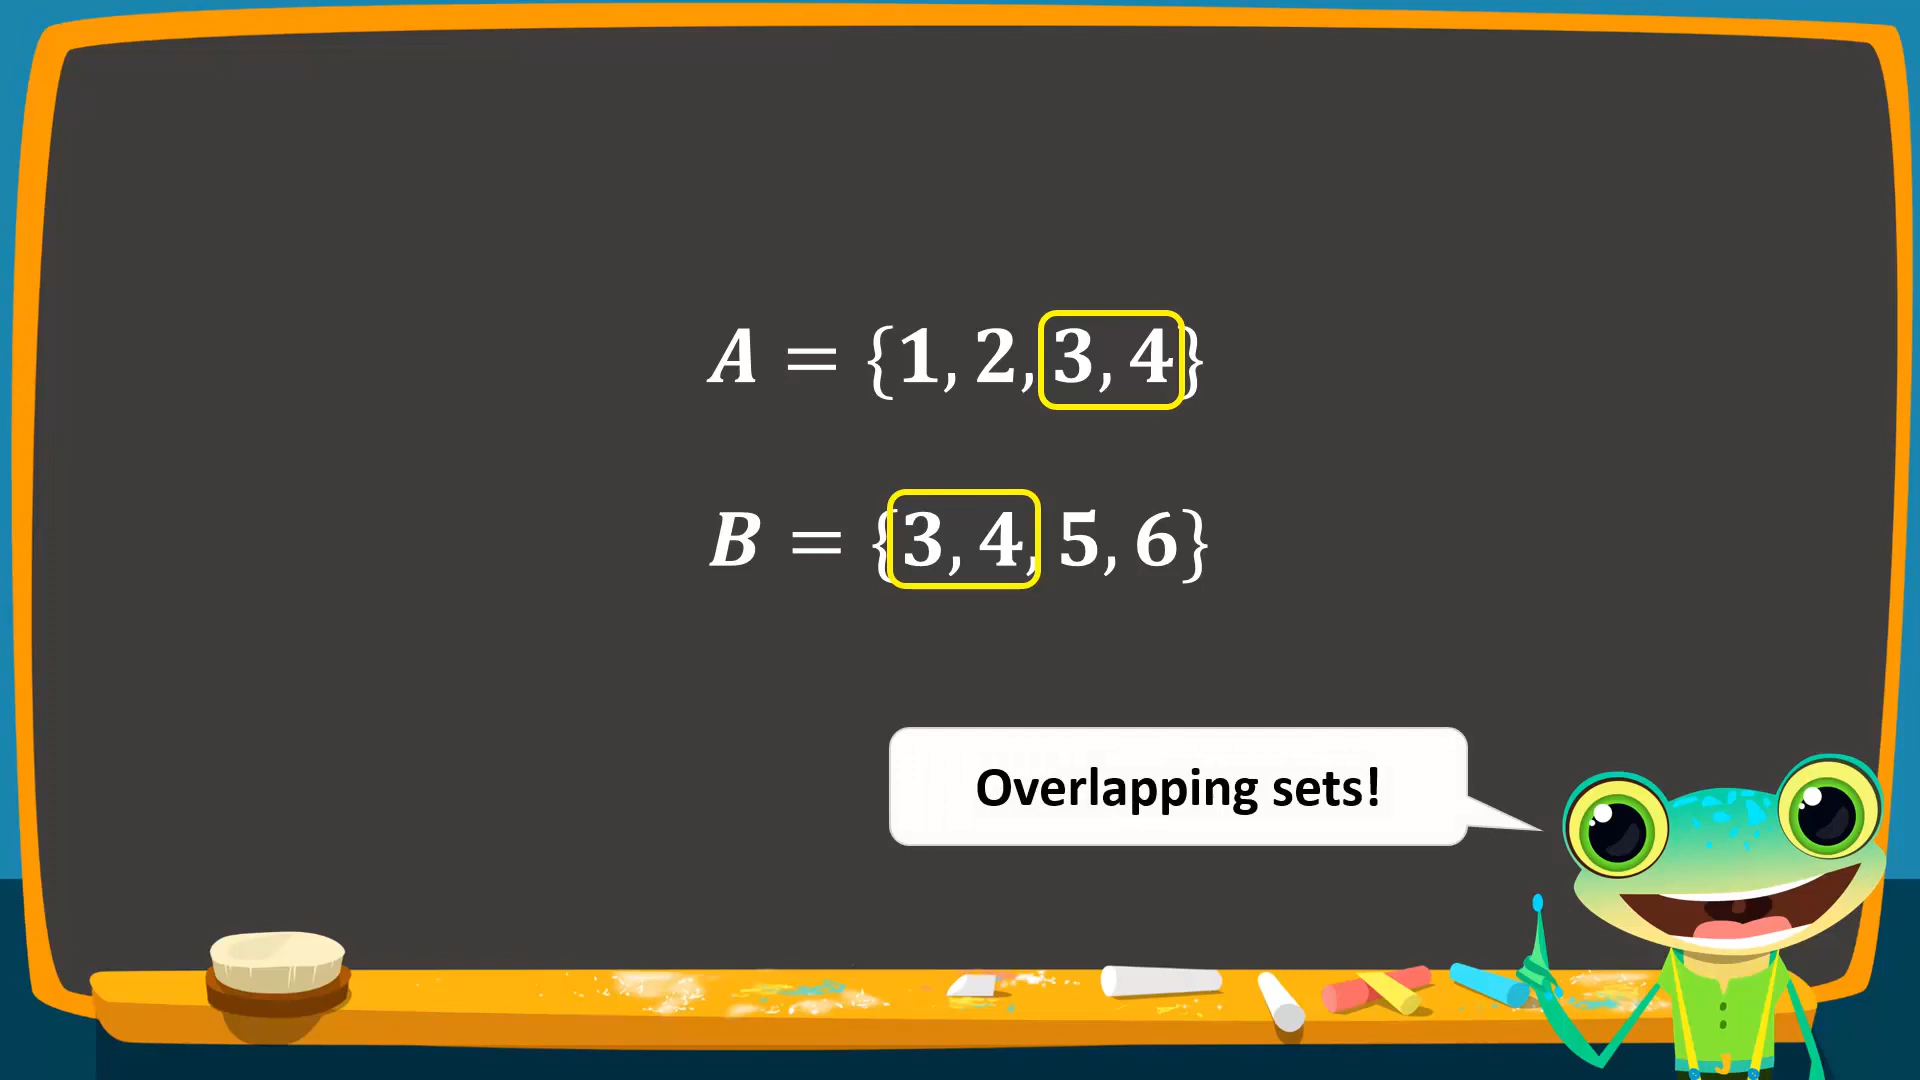 A = {1, 2, 3, 4}
B = {3, 4, 5, 6}
Overlapping sets!